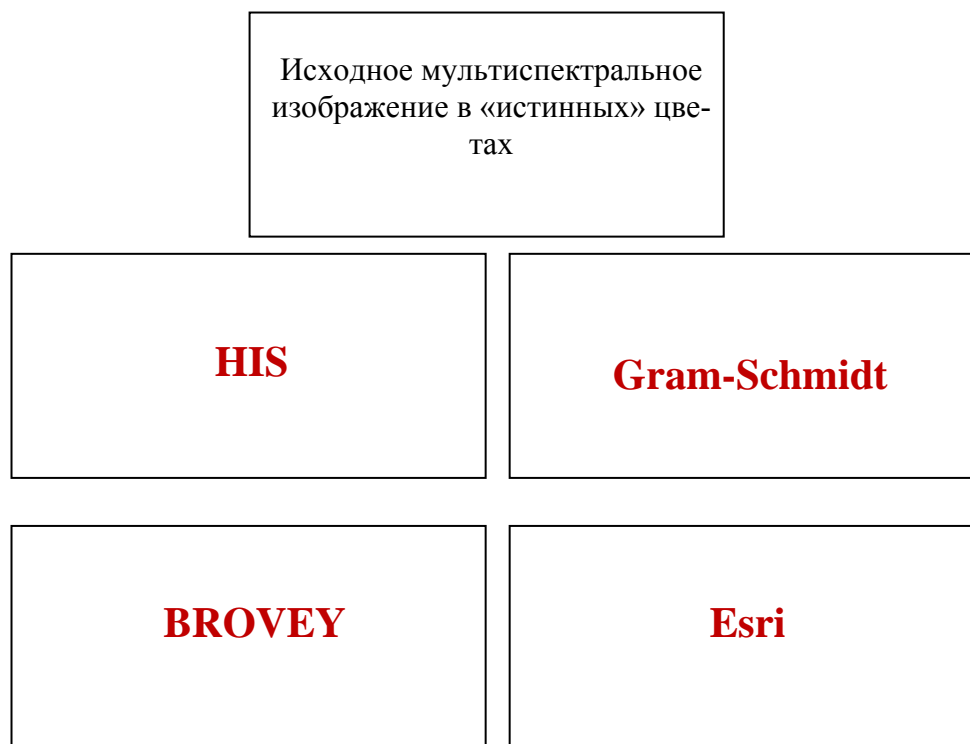 Исходное мультиспектральное
изображение в «истинных» цве-
тах
HIS
Gram-Schmidt
BROVEY
Esri